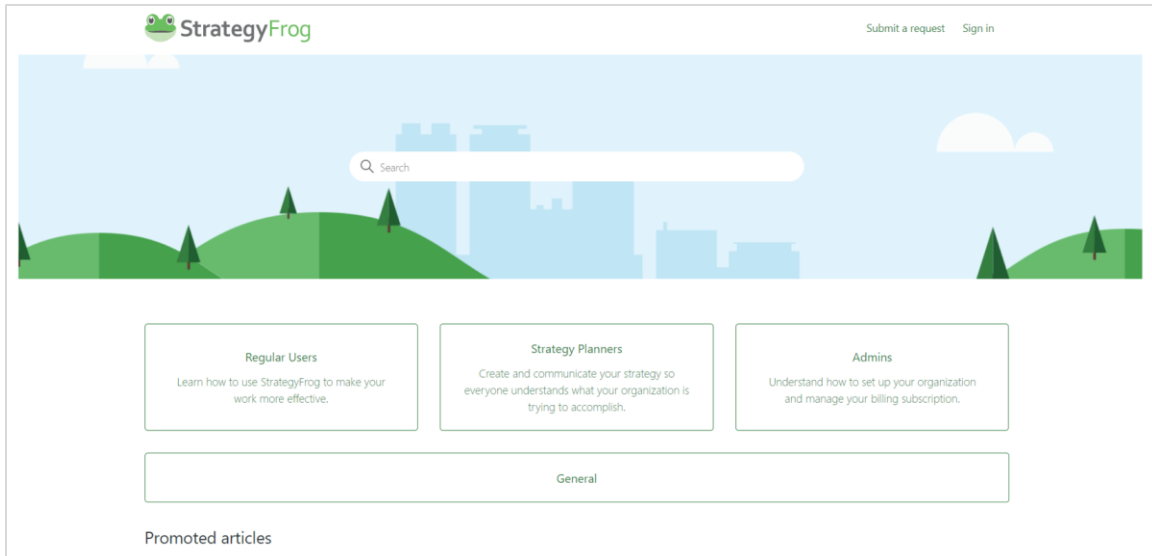 StrategyFrog
Submit a request
Sign in
Search
Regular Users
Learn how to use StrategyFrog to make your
work more effective.
Strategy Planners
Create and communicate your strategy so
everyone understands what your organization is
trying to accomplish.
Admins
Understand how to set up your organization
and manage your billing subscription.
General
Promoted articles